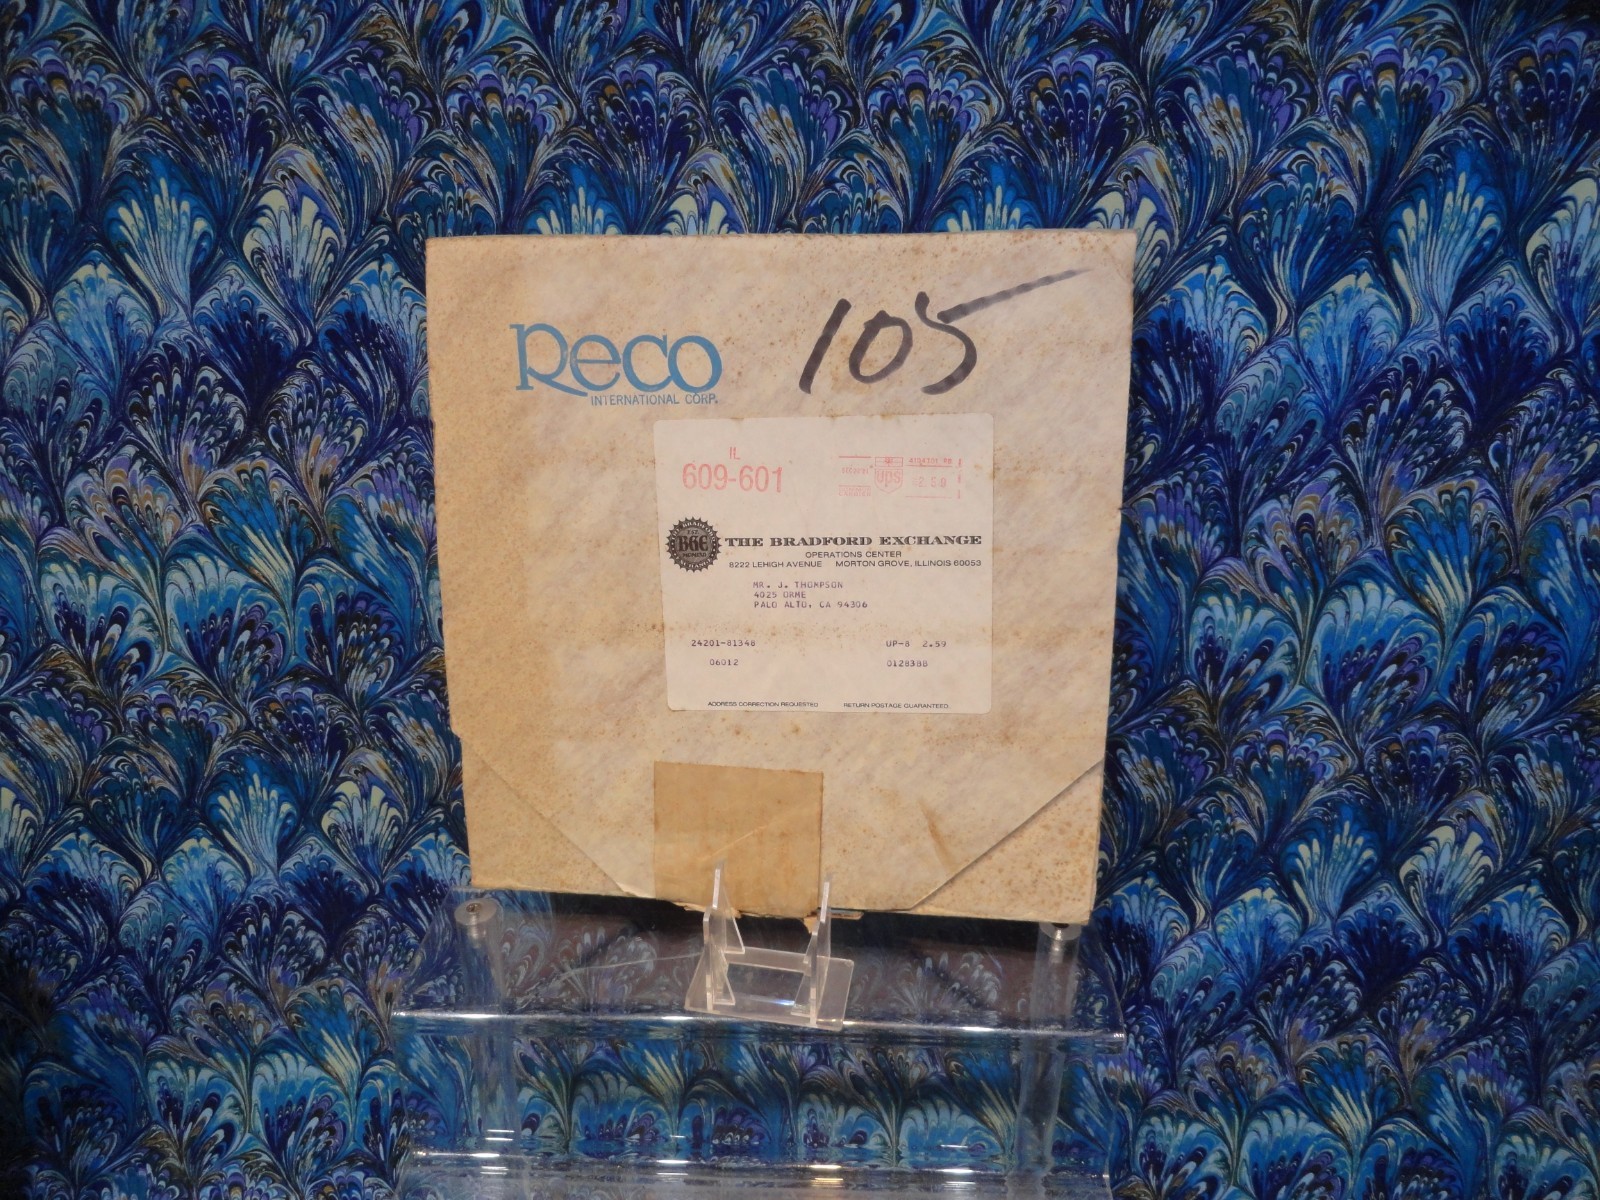 105
Reco
INTERNATIONAL CORP.
IL
609-601
ups
THE BRADFORD EXCHANGE
OPERATIONS CENTER
8222 LEHIGH AVENUE MORTON GROVE, ILLINOIS 60053
BGE
MR. J. THOMPSON
4025 ORME
PALO ALTO, CA 94306
24201-81348 UP-8 2.59
06012 0128388
ADDRESS CORRECTION REQUESTED RETURN POSTAGE GUARANTEED.